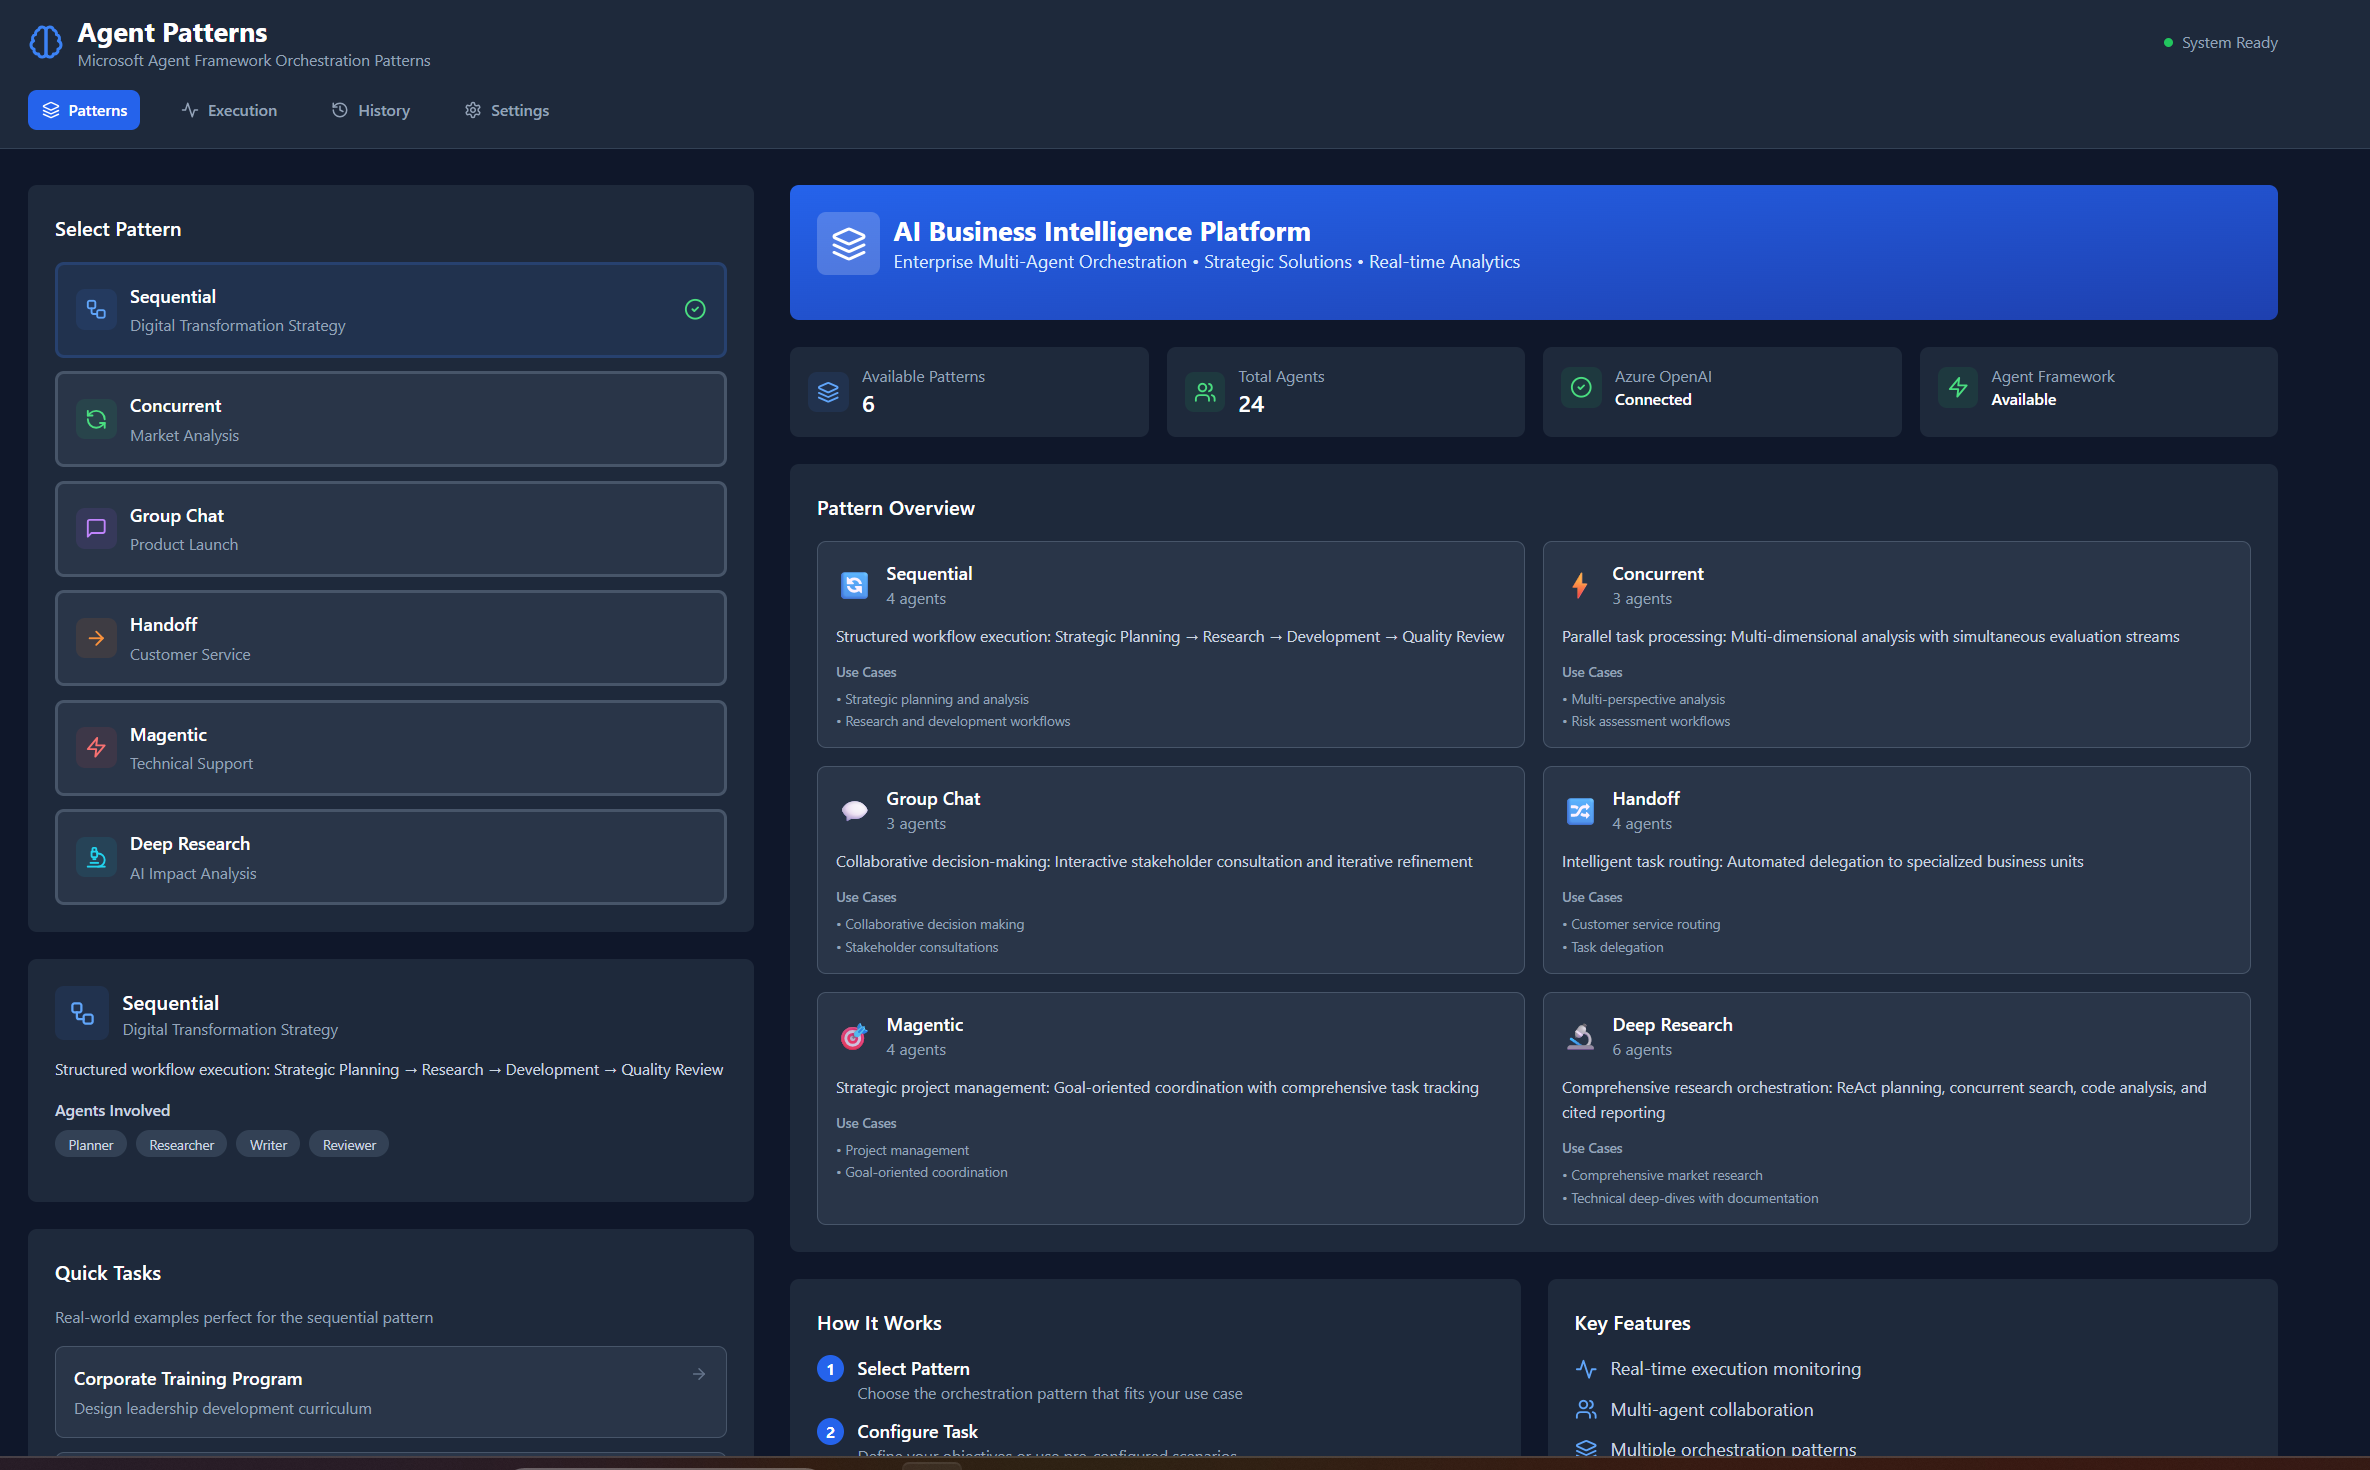 Agent Patterns
Microsoft Agent Framework Orchestration Patterns
System Ready
Patterns
Execution
History
Settings
Select Pattern
Sequential
Digital Transformation Strategy
Concurrent
Market Analysis
Group Chat
Product Launch
Handoff
Customer Service
Magentic
Technical Support
Deep Research
AI Impact Analysis
Sequential
Digital Transformation Strategy
Structured workflow execution: Strategic Planning → Research → Development → Quality Review
Agents Involved
Planner
Researcher
Writer
Reviewer
Quick Tasks
Real-world examples perfect for the sequential pattern
Corporate Training Program
Design leadership development curriculum
AI Business Intelligence Platform
Enterprise Multi-Agent Orchestration • Strategic Solutions • Real-time Analytics
Available Patterns
6
Total Agents
24
Azure OpenAI
Connected
Agent Framework
Available
Pattern Overview
Sequential
4 agents
Structured workflow execution: Strategic Planning → Research → Development → Quality Review
Use Cases
• Strategic planning and analysis
• Research and development workflows
Concurrent
3 agents
Parallel task processing: Multi-dimensional analysis with simultaneous evaluation streams
Use Cases
• Multi-perspective analysis
• Risk assessment workflows
Group Chat
3 agents
Collaborative decision-making: Interactive stakeholder consultation and iterative refinement
Use Cases
• Collaborative decision making
• Stakeholder consultations
Handoff
4 agents
Intelligent task routing: Automated delegation to specialized business units
Use Cases
• Customer service routing
• Task delegation
Magentic
4 agents
Strategic project management: Goal-oriented coordination with comprehensive task tracking
Use Cases
• Project management
• Goal-oriented coordination
Deep Research
6 agents
Comprehensive research orchestration: ReAct planning, concurrent search, code analysis, and
cited reporting
Use Cases
• Comprehensive market research
• Technical deep-dives with documentation
How It Works
1
Select Pattern
Choose the orchestration pattern that fits your use case
2
Configure Task
Define your objectives or use pre-configured scenarios
Key Features
Real-time execution monitoring
Multi-agent collaboration
Multiple orchestration patterns